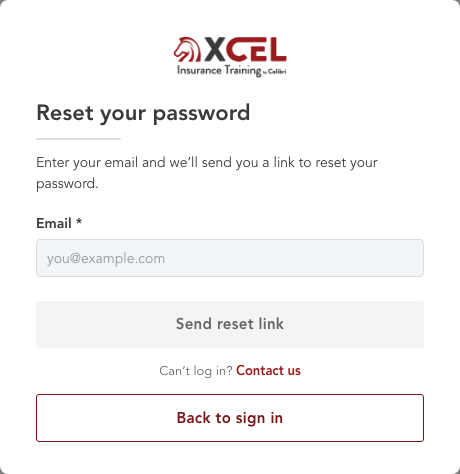 XCEL
Insurance Training by Colibri
Reset your password
Enter your email and we’ll send you a link to reset your
password.
Email *
you@example.com
Send reset link
Can’t log in? Contact us
Back to sign in